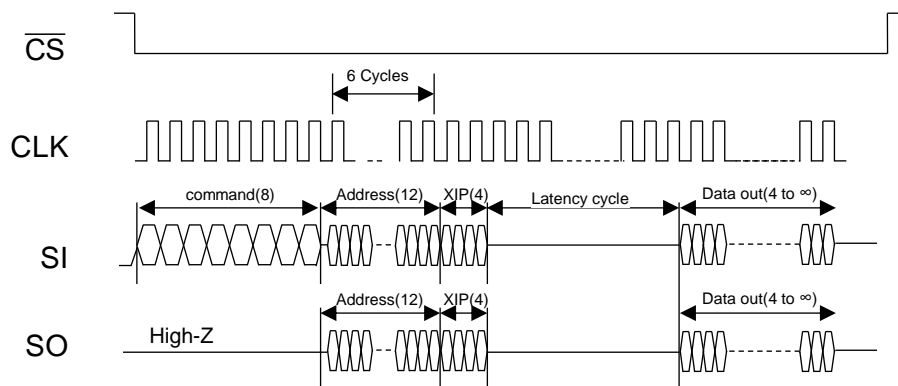 CS
6 Cycles
CLK
command(8) Address(12) XIP(4) Latency cycle Data out(4 to ∞)
SI
Address(12) XIP(4) Data out(4 to ∞)
High-Z
SO